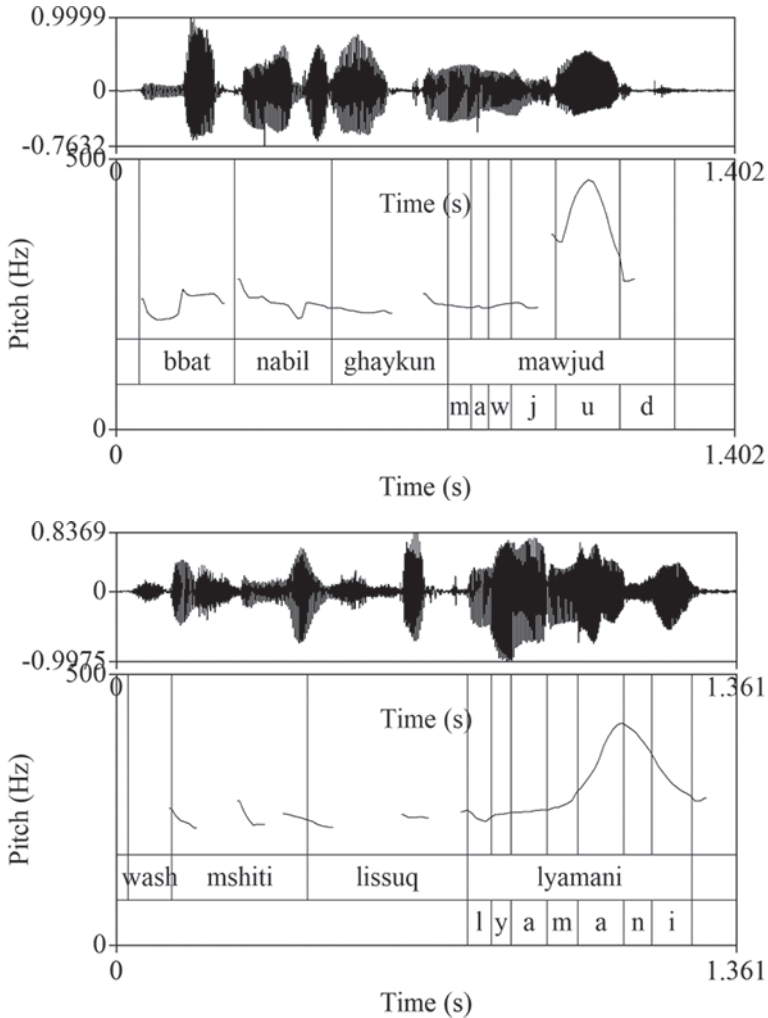 0.9999
0
-0.7632
500
0
1.402
Time (s)
Pitch (Hz)
bbat nabil ghaykun mawjud
m a w j u d
0
0
1.402
Time (s)
0.8369
0
-0.9975
500
0
1.361
Time (s)
Pitch (Hz)
wash mshiti lissuq lyamani
l y a m a n i
0
0
1.361
Time (s)